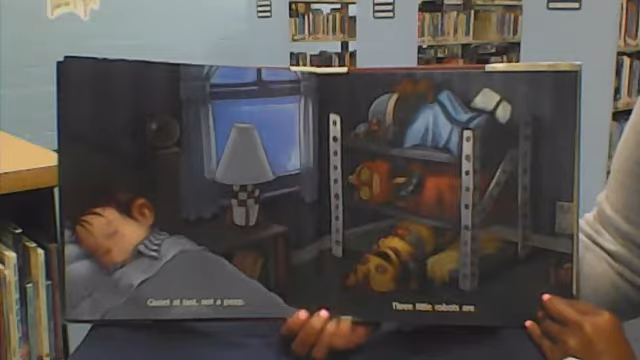 Quiet at last, not a peep.
Three little robots are